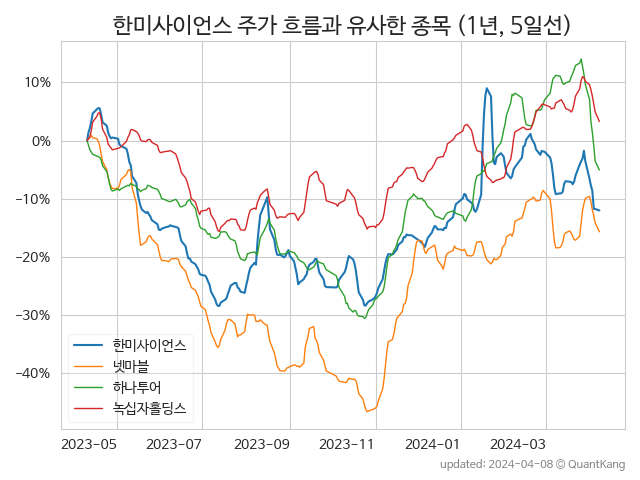 한미사이언스 주가 흐름과 유사한 종목 (1년, 5일선)
10%
0%
−10%
−20%
−30%
−40%
한미사이언스
넷마블
하나투어
녹십자홀딩스
2023-05 2023-07 2023-09 2023-11 2024-01 2024-03
updated: 2024-04-08 © QuantKang